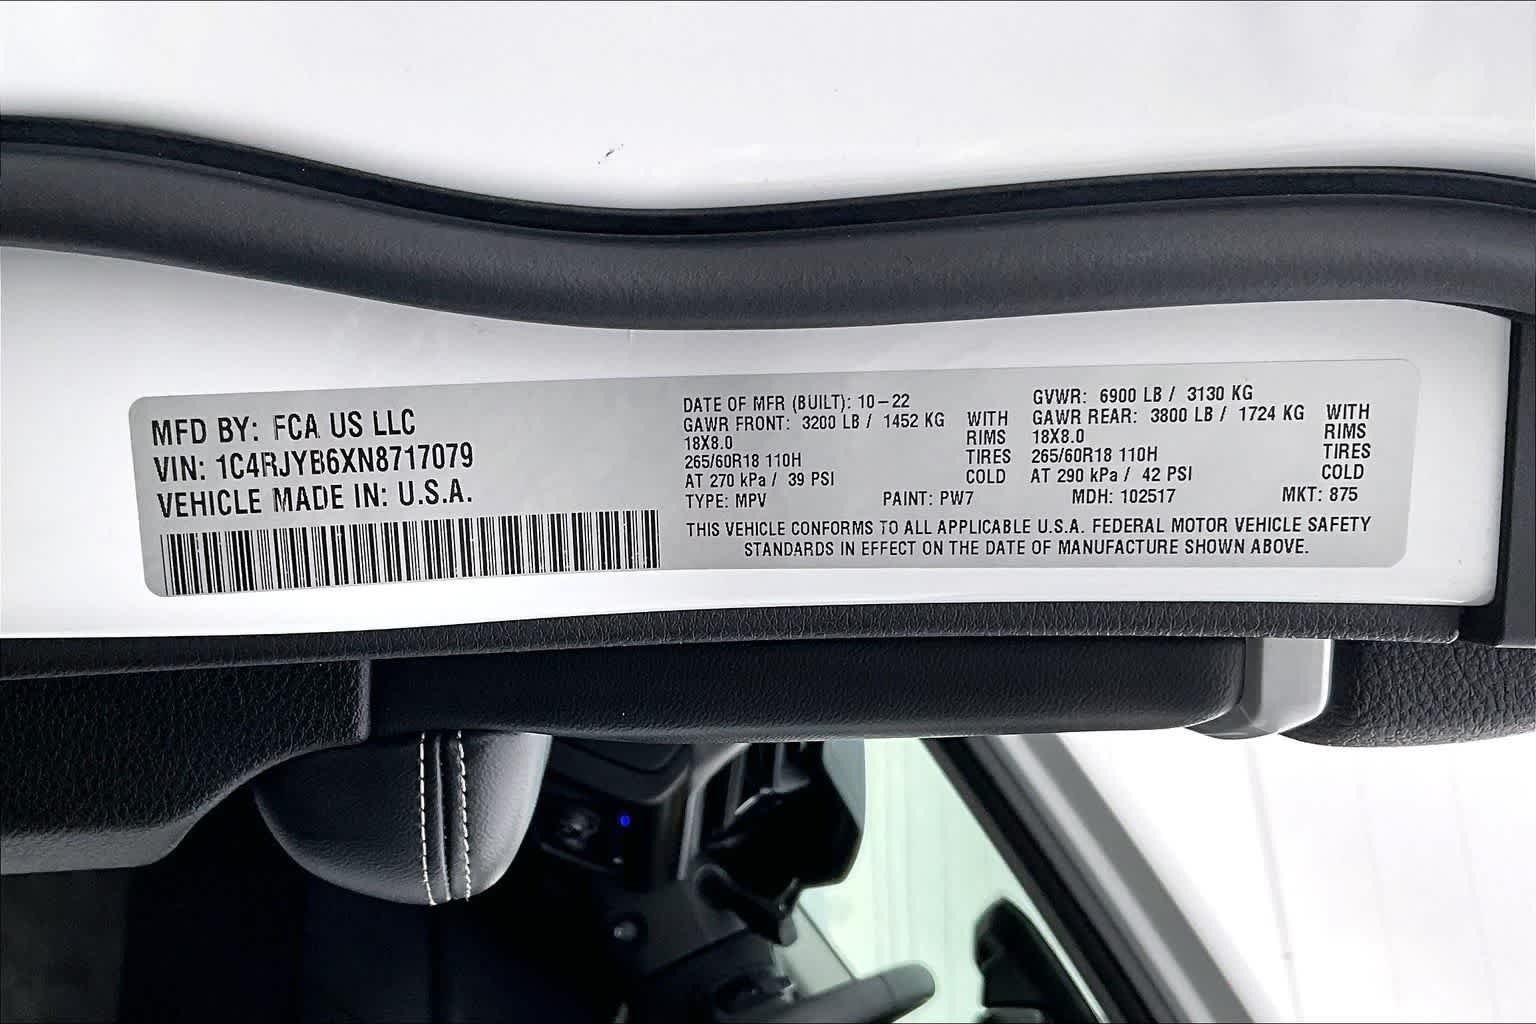 MFD BY: FCA US LLC
VIN: 1C4RJYB6XN8717079
VEHICLE MADE IN: U.S.A.
DATE OF MFR (BUILT): 10-22
GAWR FRONT: 3200 LB / 1452 KG WITH
18X8.0 RIMS
265/60R18 110H TIRES
AT 270 kPa / 39 PSI COLD
GVWR: 6900 LB / 3130 KG
GAWR REAR: 3800 LB / 1724 KG WITH
18X8.0 RIMS
265/60R18 110H TIRES
AT 290 kPa / 42 PSI COLD
TYPE: MPV PAINT: PW7 MDH: 102517 MKT: 875
THIS VEHICLE CONFORMS TO ALL APPLICABLE U.S.A. FEDERAL MOTOR VEHICLE SAFETY
STANDARDS IN EFFECT ON THE DATE OF MANUFACTURE SHOWN ABOVE.